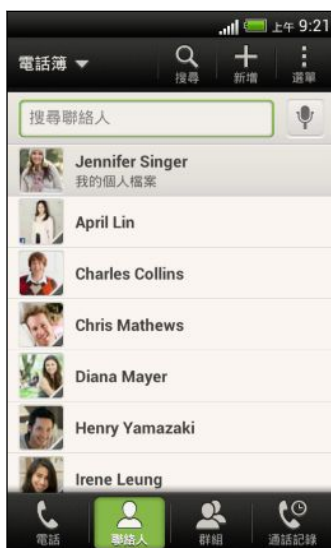 上午 9:21
電話簿
搜尋
新增
選單
搜尋聯絡人
Jennifer Singer
我的個人檔案
April Lin
Charles Collins
Chris Mathews
Diana Mayer
Henry Yamazaki
Irene Leung
電話
聯絡人
群組
通話記錄